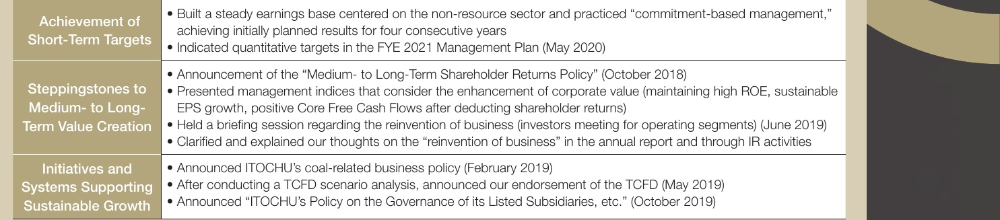 Achievement of
Short-Term Targets
• Built a steady earnings base centered on the non-resource sector and practiced “commitment-based management,”
achieving initially planned results for four consecutive years
• Indicated quantitative targets in the FYE 2021 Management Plan (May 2020)
Steppingstones to
Medium- to Long-
Term Value Creation
• Announcement of the “Medium- to Long-Term Shareholder Returns Policy” (October 2018)
• Presented management indices that consider the enhancement of corporate value (maintaining high ROE, sustainable
EPS growth, positive Core Free Cash Flows after deducting shareholder returns)
• Held a briefing session regarding the reinvention of business (investors meeting for operating segments) (June 2019)
• Clarified and explained our thoughts on the “reinvention of business” in the annual report and through IR activities
Initiatives and
Systems Supporting
Sustainable Growth
• Announced ITOCHU’s coal-related business policy (February 2019)
• After conducting a TCFD scenario analysis, announced our endorsement of the TCFD (May 2019)
• Announced “ITOCHU’s Policy on the Governance of its Listed Subsidiaries, etc.” (October 2019)